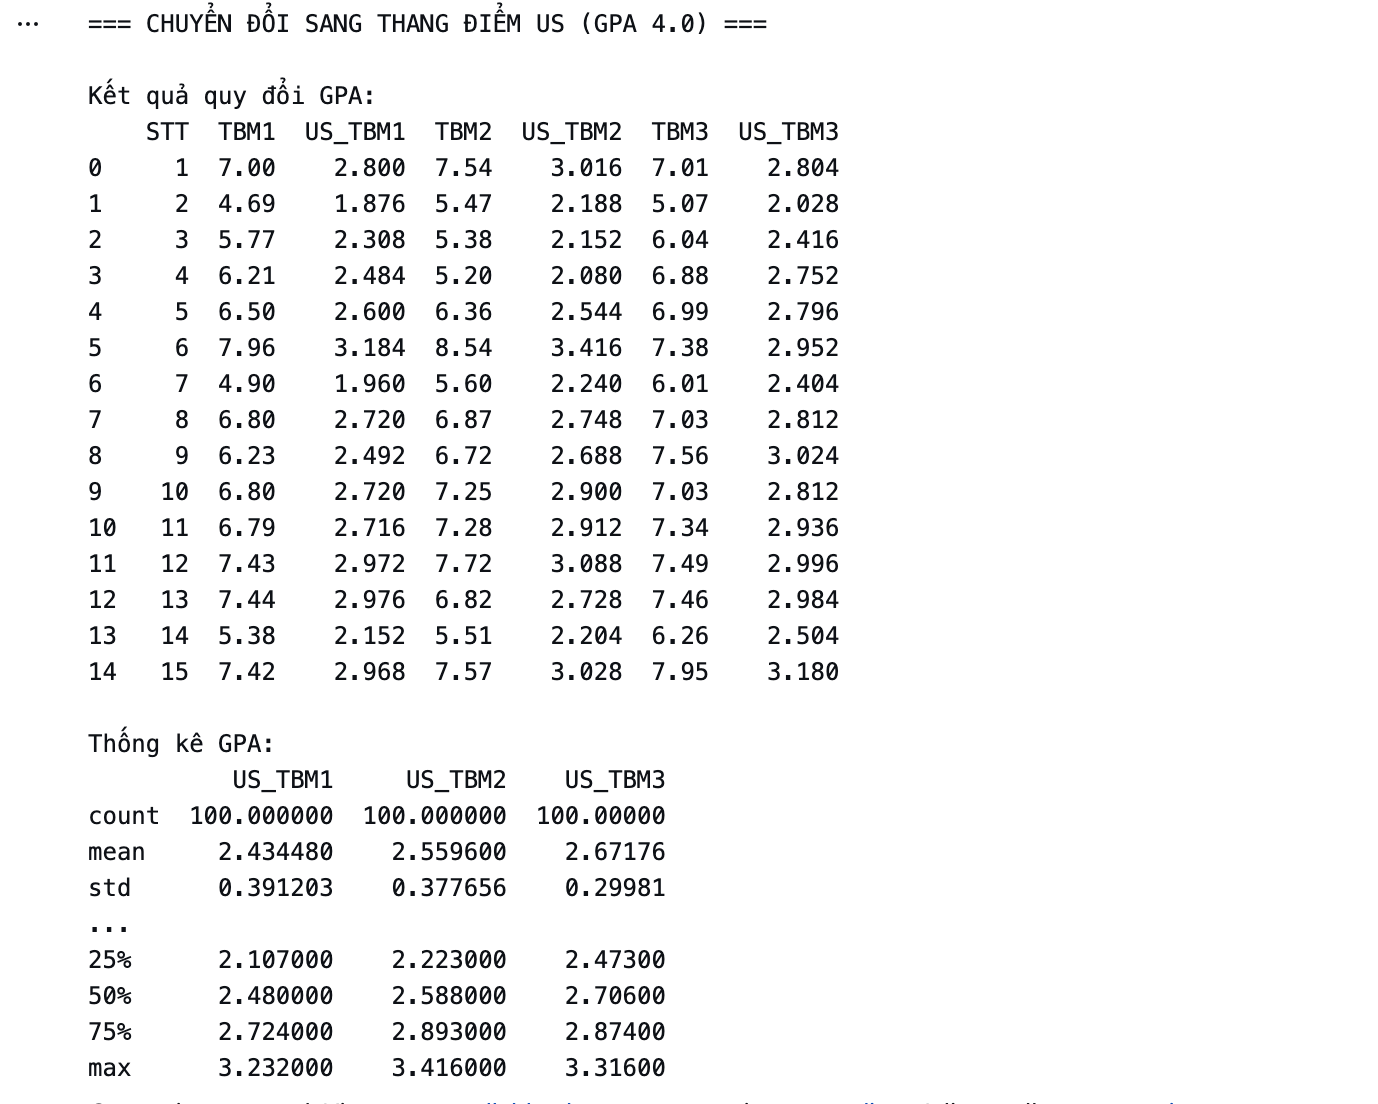 ...
=== CHUYỂN ĐỔI SANG THANG ĐIỂM US (GPA 4.0) ===
Kết quả quy đổi GPA:
STT TBM1 US_TBM1 TBM2 US_TBM2 TBM3 US_TBM3
0 1 7.00 2.800 7.54 3.016 7.01 2.804
1 2 4.69 1.876 5.47 2.188 5.07 2.028
2 3 5.77 2.308 5.38 2.152 6.04 2.416
3 4 6.21 2.484 5.20 2.080 6.88 2.752
4 5 6.50 2.600 6.36 2.544 6.99 2.796
5 6 7.96 3.184 8.54 3.416 7.38 2.952
6 7 4.90 1.960 5.60 2.240 6.01 2.404
7 8 6.80 2.720 6.87 2.748 7.03 2.812
8 9 6.23 2.492 6.72 2.688 7.56 3.024
9 10 6.80 2.720 7.25 2.900 7.03 2.812
10 11 6.79 2.716 7.28 2.912 7.34 2.936
11 12 7.43 2.972 7.72 3.088 7.49 2.996
12 13 7.44 2.976 6.82 2.728 7.46 2.984
13 14 5.38 2.152 5.51 2.204 6.26 2.504
14 15 7.42 2.968 7.57 3.028 7.95 3.180
Thống kê GPA:
US_TBM1 US_TBM2 US_TBM3
count 100.000000 100.000000 100.00000
mean 2.434480 2.559600 2.67176
std 0.391203 0.377656 0.29981
...
25% 2.107000 2.223000 2.47300
50% 2.480000 2.588000 2.70600
75% 2.724000 2.893000 2.87400
max 3.232000 3.416000 3.31600